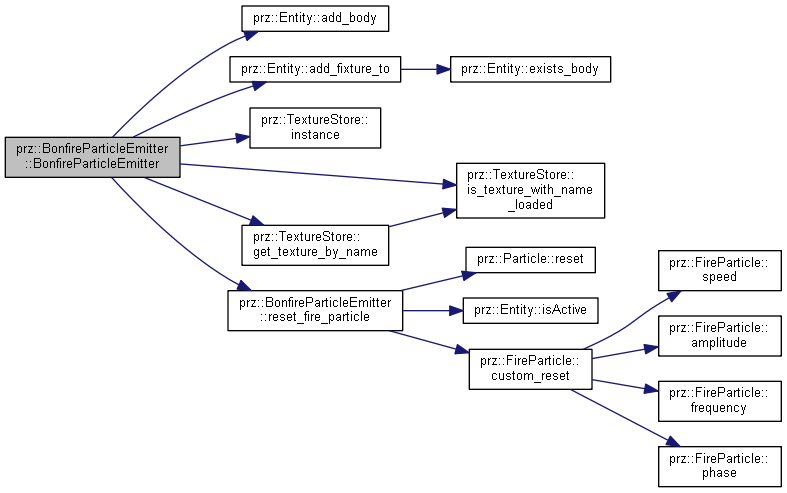 prz::Entity::add_body
prz::Entity::add_fixture_to
prz::Entity::exists_body
prz::TextureStore::
instance
prz::BonfireParticleEmitter
::BonfireParticleEmitter
prz::TextureStore::
is_texture_with_name
_loaded
prz::TextureStore::
get_texture_by_name
prz::Particle::reset
prz::FireParticle::
speed
prz::BonfireParticleEmitter
::reset_fire_particle
prz::Entity::isActive
prz::FireParticle::
amplitude
prz::FireParticle::
custom_reset
prz::FireParticle::
frequency
prz::FireParticle::
phase